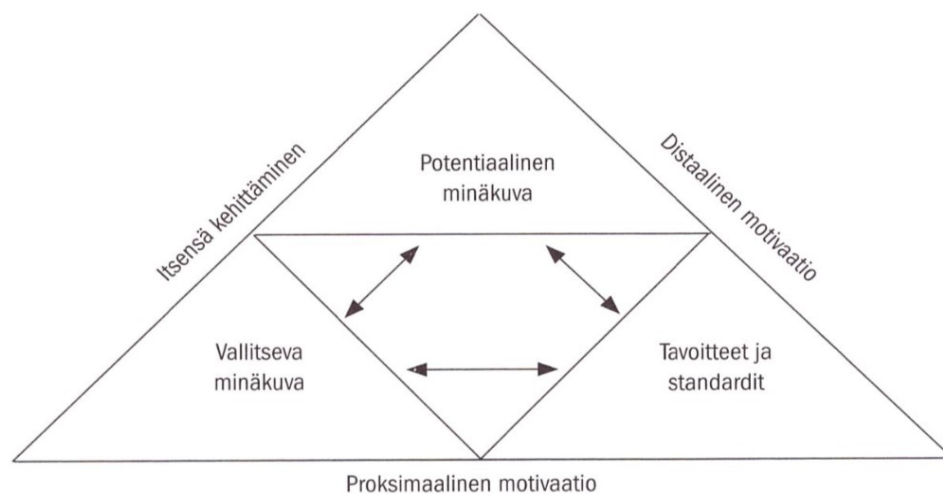 Itsensä kehittäminen
Distaalinen motivaatio
Potentiaalinen
minäkuva
Vallitseva
minäkuva
Tavoitteet ja
standardit
Proksimaalinen motivaatio